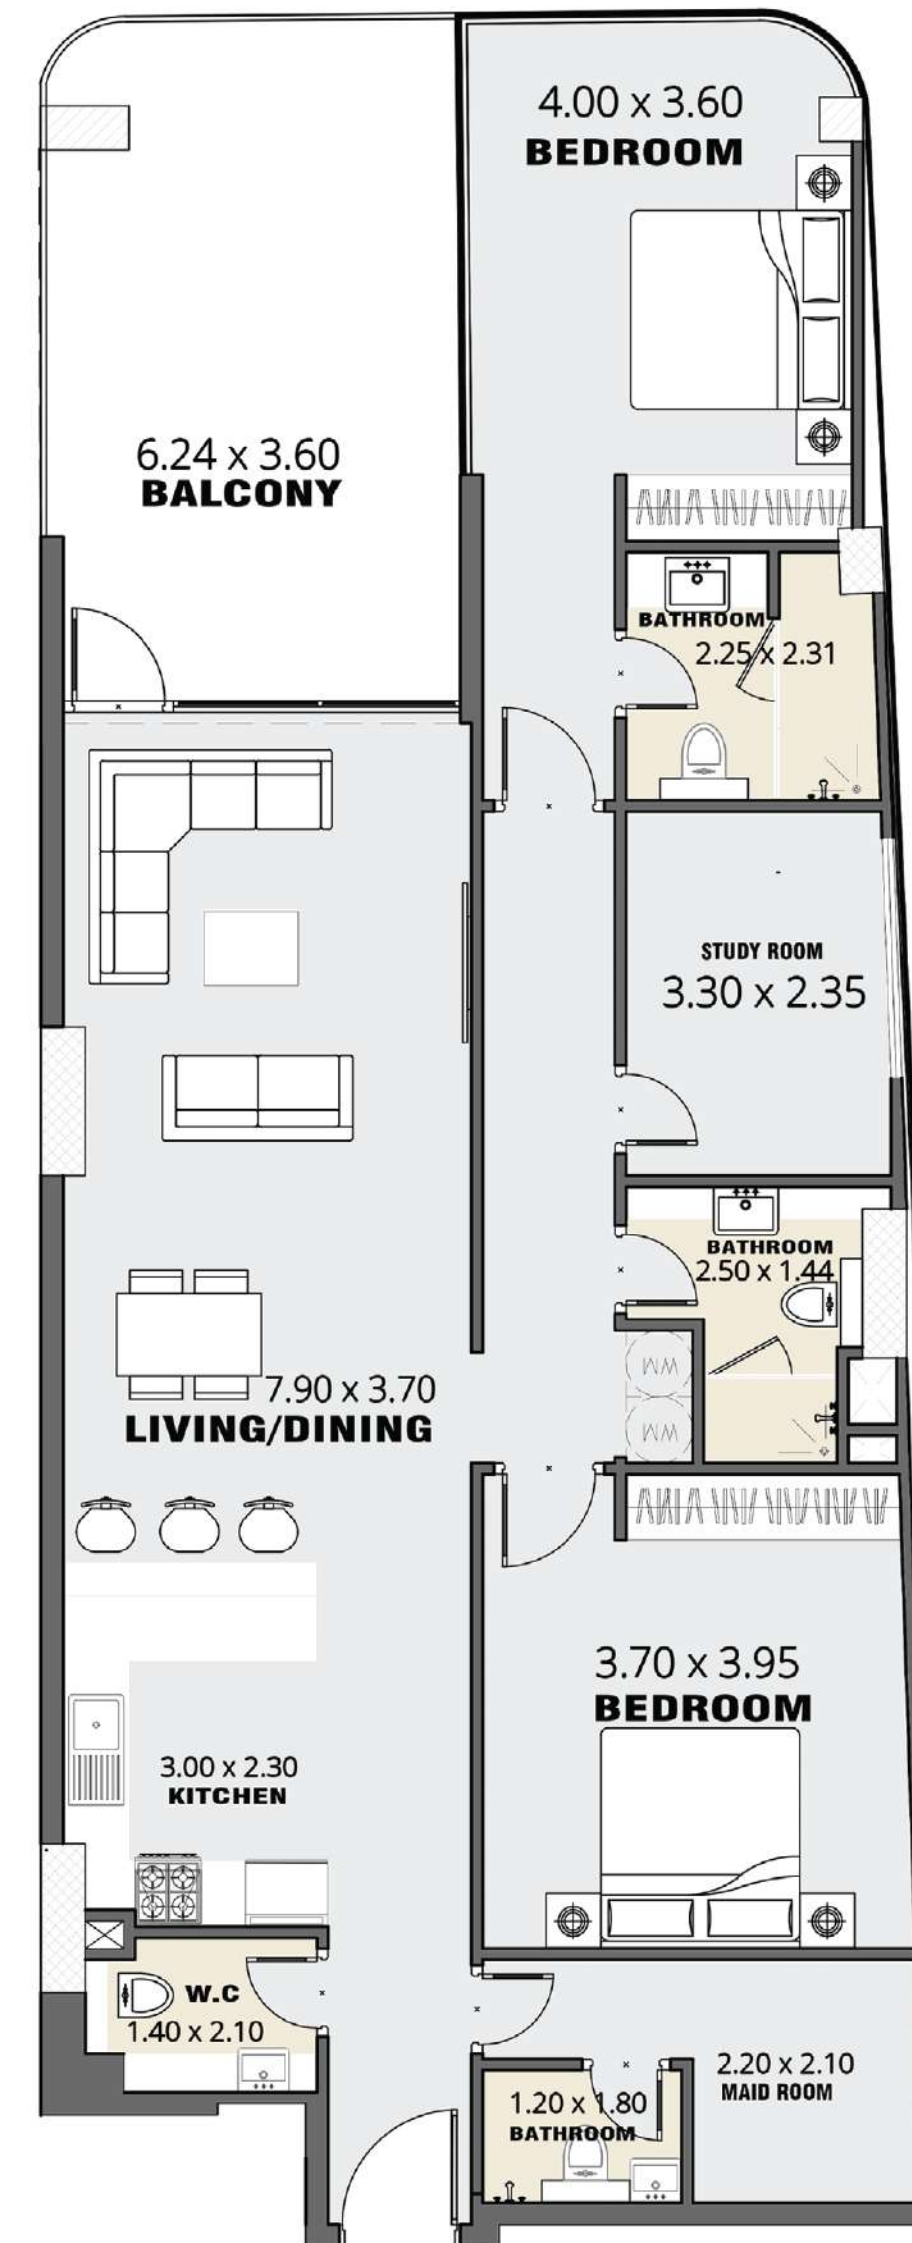 4.00 x 3.60
BEDROOM
6.24 x 3.60
BALCONY
BATHROOM
2.25 x 2.31
STUDY ROOM
3.30 x 2.35
BATHROOM
2.50 x 1.44
WM
WM
7.90 x 3.70
LIVING/DINING
3.70 x 3.95
BEDROOM
3.00 x 2.30
KITCHEN
W.C
1.40 x 2.10
2.20 x 2.10
MAID ROOM
1.20 x 1.80
BATHROOM